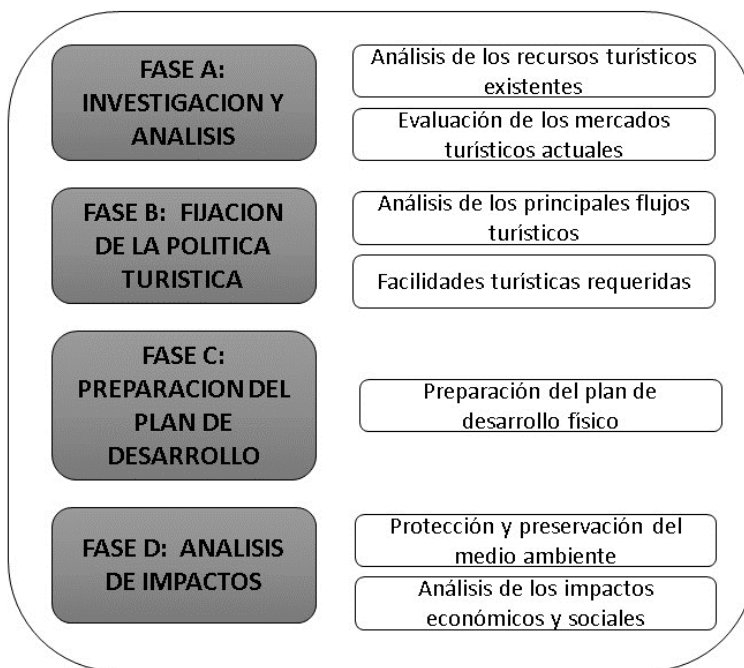 FASE A:
INVESTIGACION Y
ANALISIS
Análisis de los recursos turísticos
existentes
Evaluación de los mercados
turísticos actuales
FASE B: FIJACION
DE LA POLITICA
TURISTICA
Análisis de los principales flujos
turísticos
Facilidades turísticas requeridas
FASE C:
PREPARACION DEL
PLAN DE
DESARROLLO
Preparación del plan de
desarrollo físico
FASE D: ANALISIS
DE IMPACTOS
Protección y preservación del
medio ambiente
Análisis de los impactos
económicos y sociales